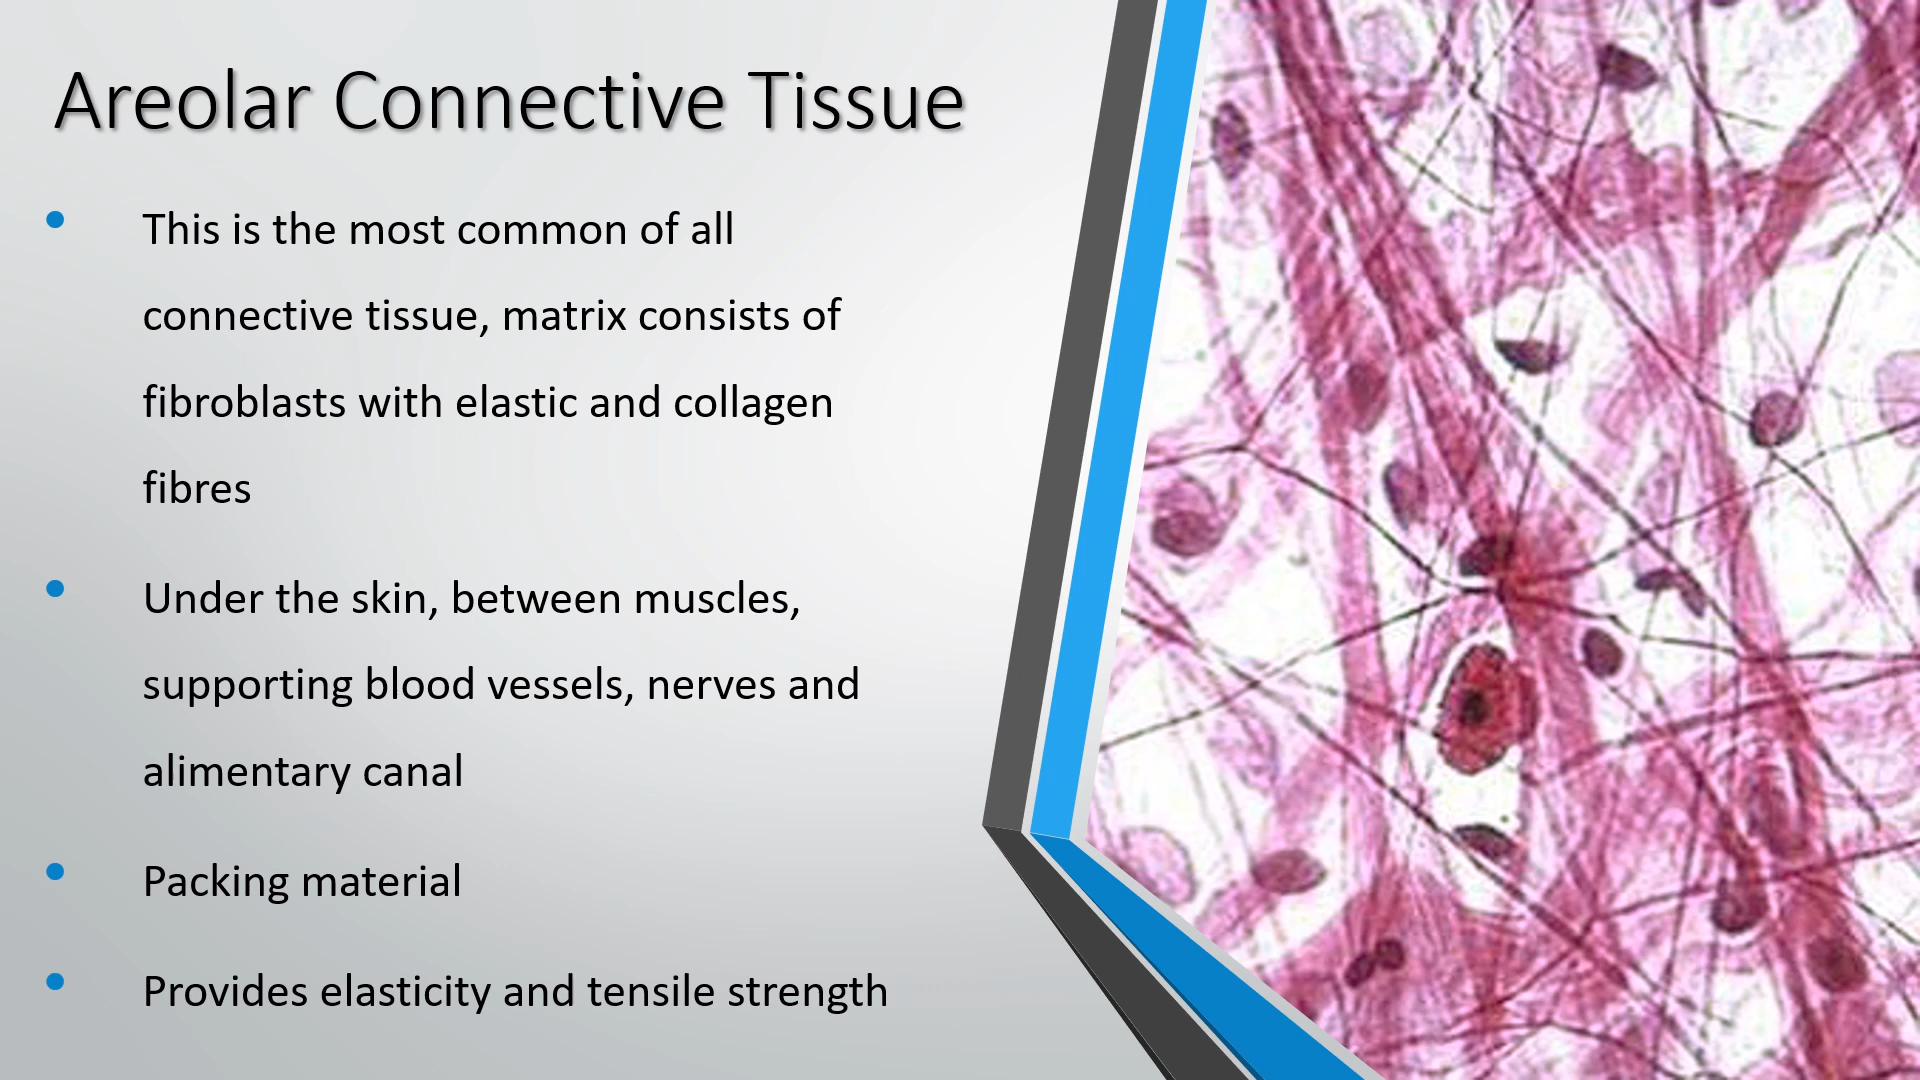 Areolar Connective Tissue
• This is the most common of all
connective tissue, matrix consists of
fibroblasts with elastic and collagen
fibres
• Under the skin, between muscles,
supporting blood vessels, nerves and
alimentary canal
• Packing material
• Provides elasticity and tensile strength